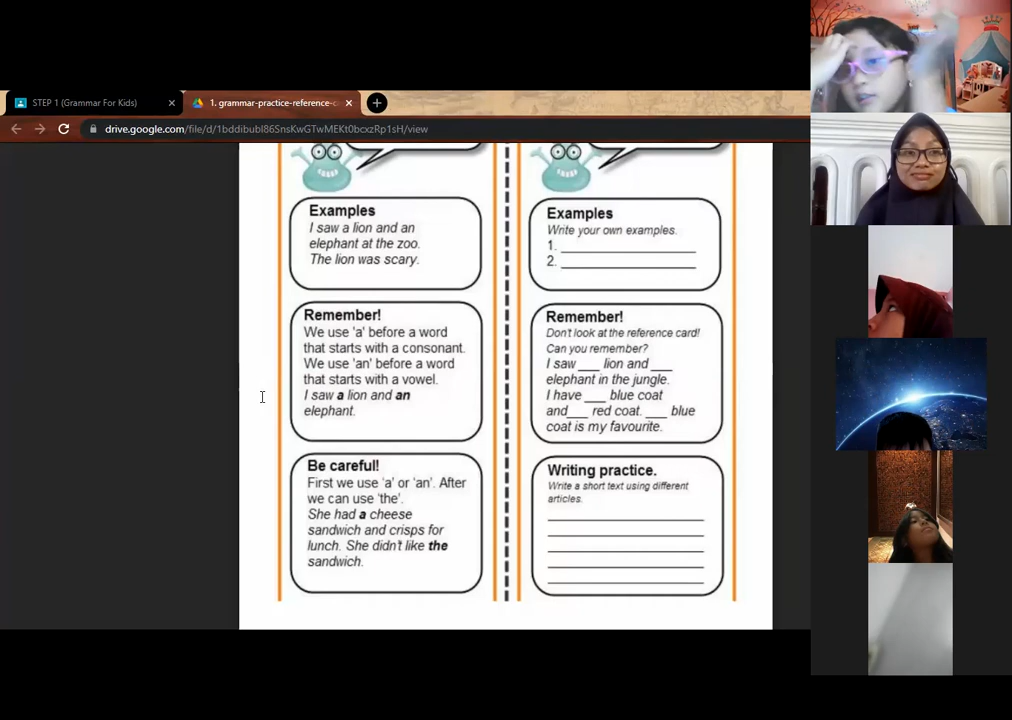 STEP 1 (Grammar For Kids)
1. grammar-practice-reference-
drive.google.com/file/d/1bddibubI86SnsKwGTwMEKt0bcxzRp1sH/view
Examples
I saw a lion and an
elephant at the zoo.
The lion was scary.
Remember!
We use 'a' before a word
that starts with a consonant.
We use 'an' before a word
that starts with a vowel.
I saw a lion and an
elephant.
Be careful!
First we use 'a' or 'an'. After
we can use 'the'.
She had a cheese
sandwich and crisps for
lunch. She didn't like the
sandwich.
Examples
Write your own examples.
1. ____________________
2. ____________________
Remember!
Don't look at the reference card!
Can you remember?
I saw ___ lion and ___
elephant in the jungle.
I have ___ blue coat
and___ red coat. ___ blue
coat is my favourite.
Writing practice.
Write a short text using different
articles.